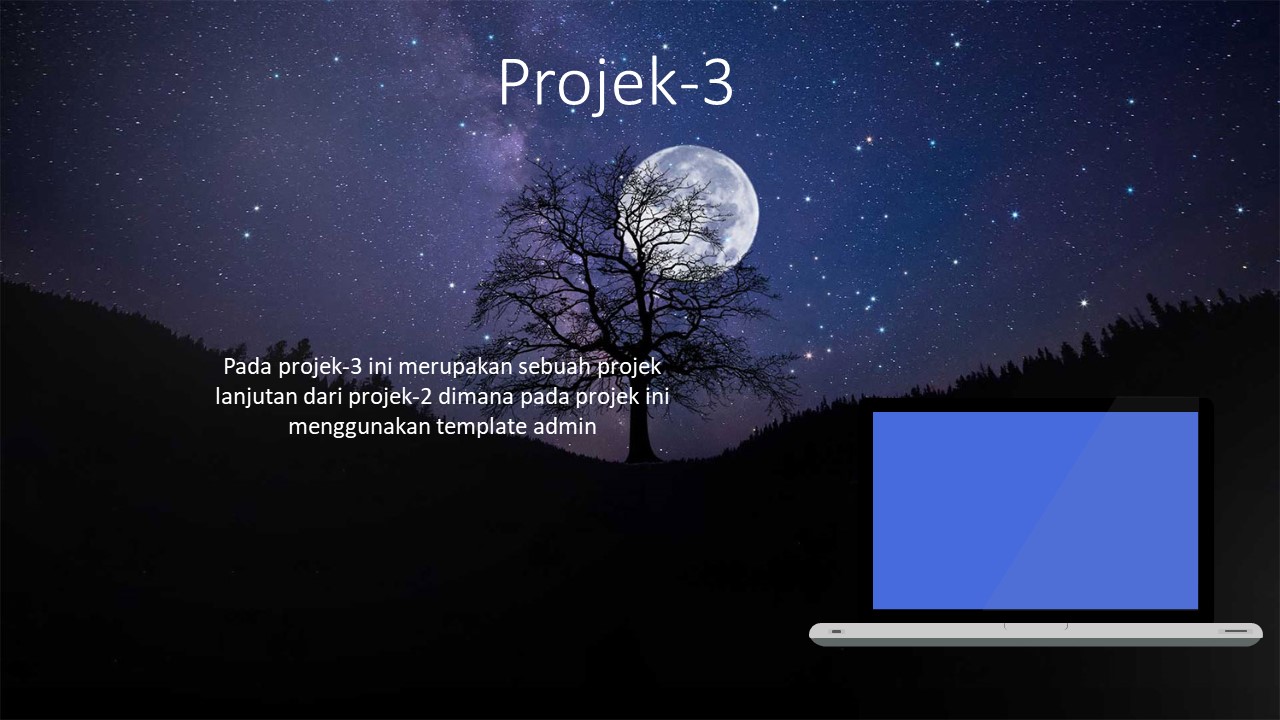 Projek-3
Pada projek-3 ini merupakan sebuah projek
lanjutan dari projek-2 dimana pada projek ini
menggunakan template admin